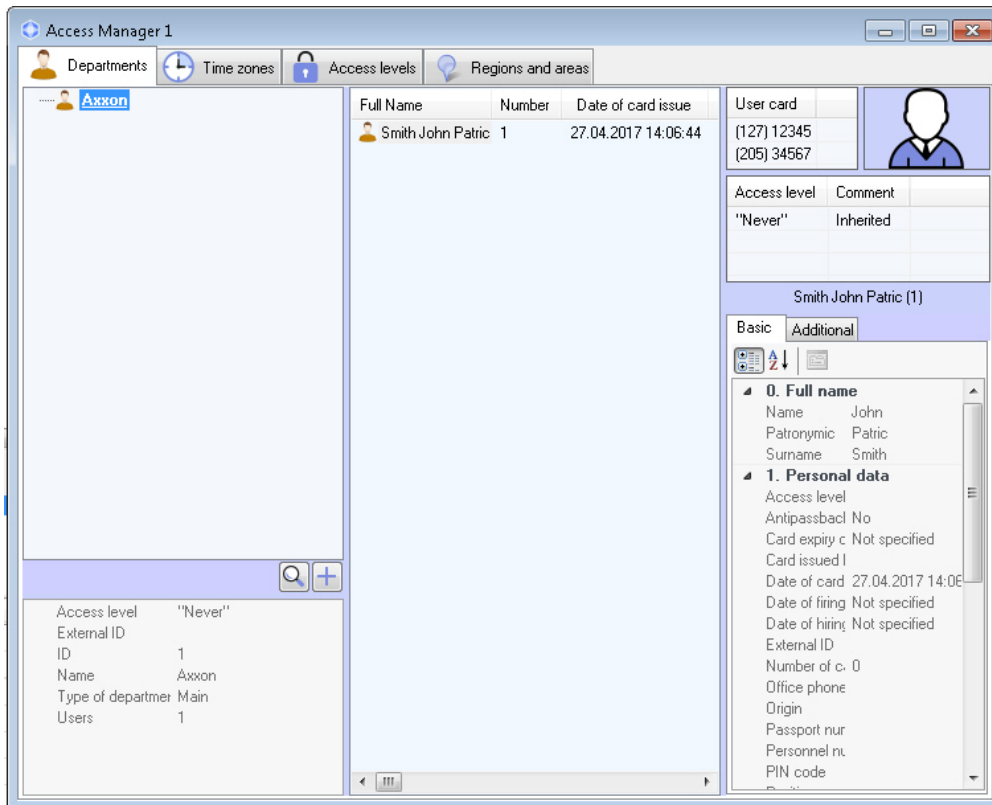 Access Manager 1
Departments Time zones Access levels Regions and areas
Axxon
Full Name Number Date of card issue
Smith John Patric 1 27.04.2017 14:06:44
User card
(127) 12345
(205) 34567
Access level Comment
"Never" Inherited
Smith John Patric (1)
Basic Additional
0. Full name
Name John
Patronymic Patric
Surname Smith
1. Personal data
Access level
Antipassbacl No
Card expiry c Not specified
Card issued l
Date of card 27.04.2017 14:06
Date of firing Not specified
Date of hiring Not specified
External ID
Number of c. 0
Office phone
Origin
Passport nur
Personnel nu
PIN code
Access level "Never"
External ID
ID 1
Name Axxon
Type of departmer Main
Users 1